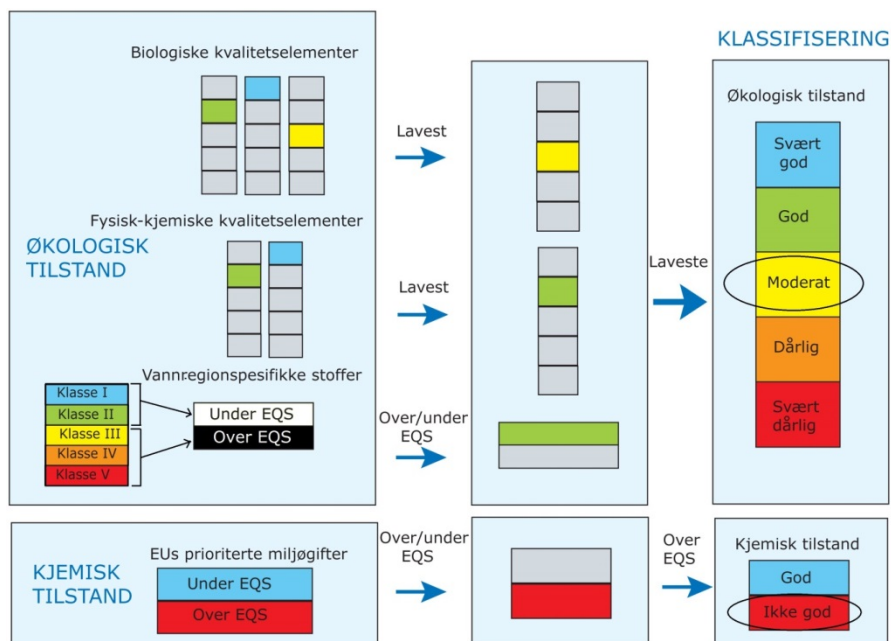 KLASSIFISERING
Biologiske kvalitetselementer
Lavest
Fysisk-kjemiske kvalitetselementer
ØKOLOGISK
TILSTAND
Lavest
Vannregionspesifikke stoffer
Klasse I
Klasse II
Klasse III
Klasse IV
Klasse V
Under EQS
Over EQS
Over/under
EQS
Laveste
Økologisk tilstand
Svært
god
God
Moderat
Dårlig
Svært
dårlig
KJEMISK
TILSTAND
EUs prioriterte miljøgifter
Under EQS
Over EQS
Over/under
EQS
Over
EQS
Kjemisk tilstand
God
Ikke god